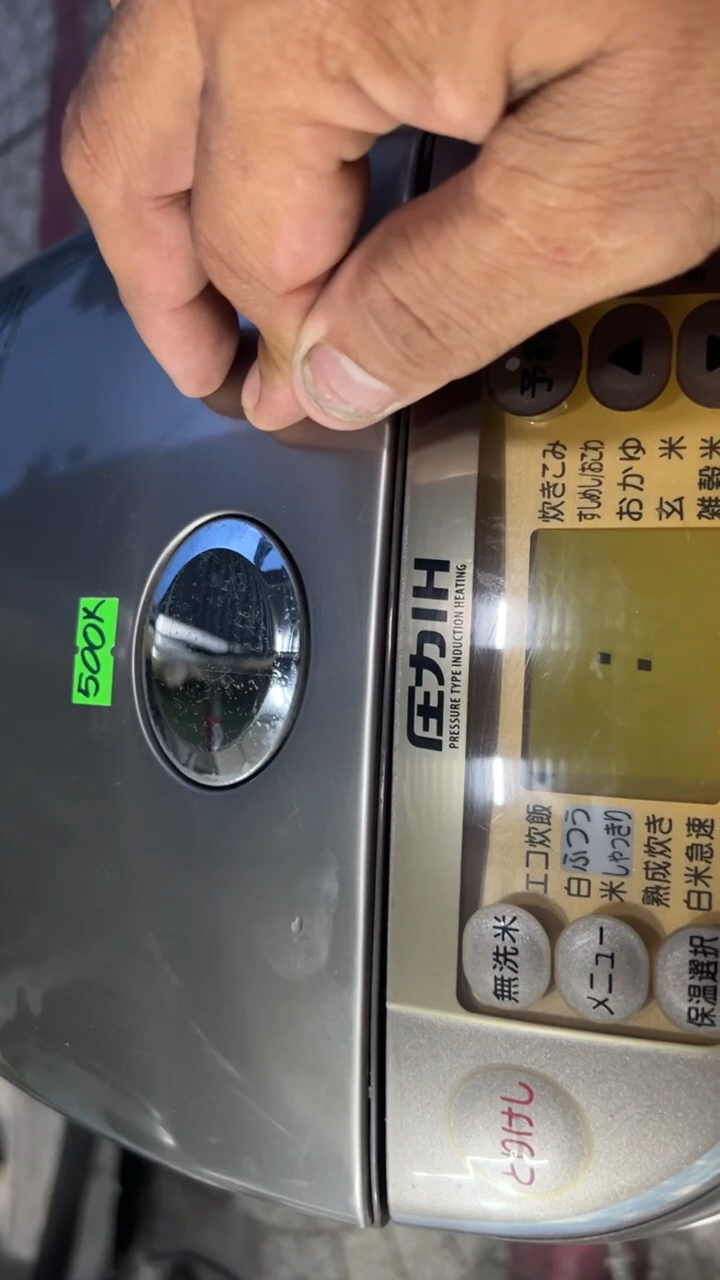 500K
圧力IH
PRESSURE TYPE INDUCTION HEATING
エコ炊飯
白米 ふつう
しゃっきり
熟成炊き
白米急速
炊きこみ
すしめし/おこわ
おかゆ
玄米
雑穀米
無洗米
メニュー
保温選択
とりけし